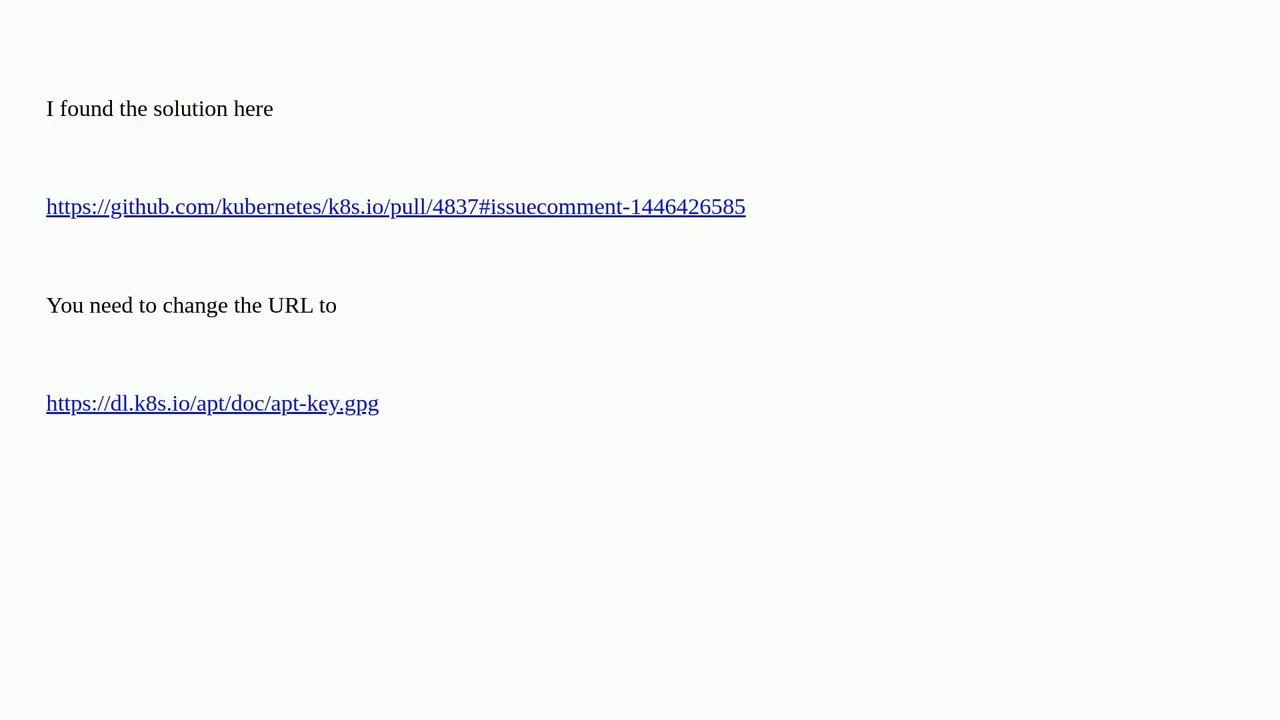 I found the solution here
https://github.com/kubernetes/k8s.io/pull/4837#issuecomment-1446426585
You need to change the URL to
https://dl.k8s.io/apt/doc/apt-key.gpg